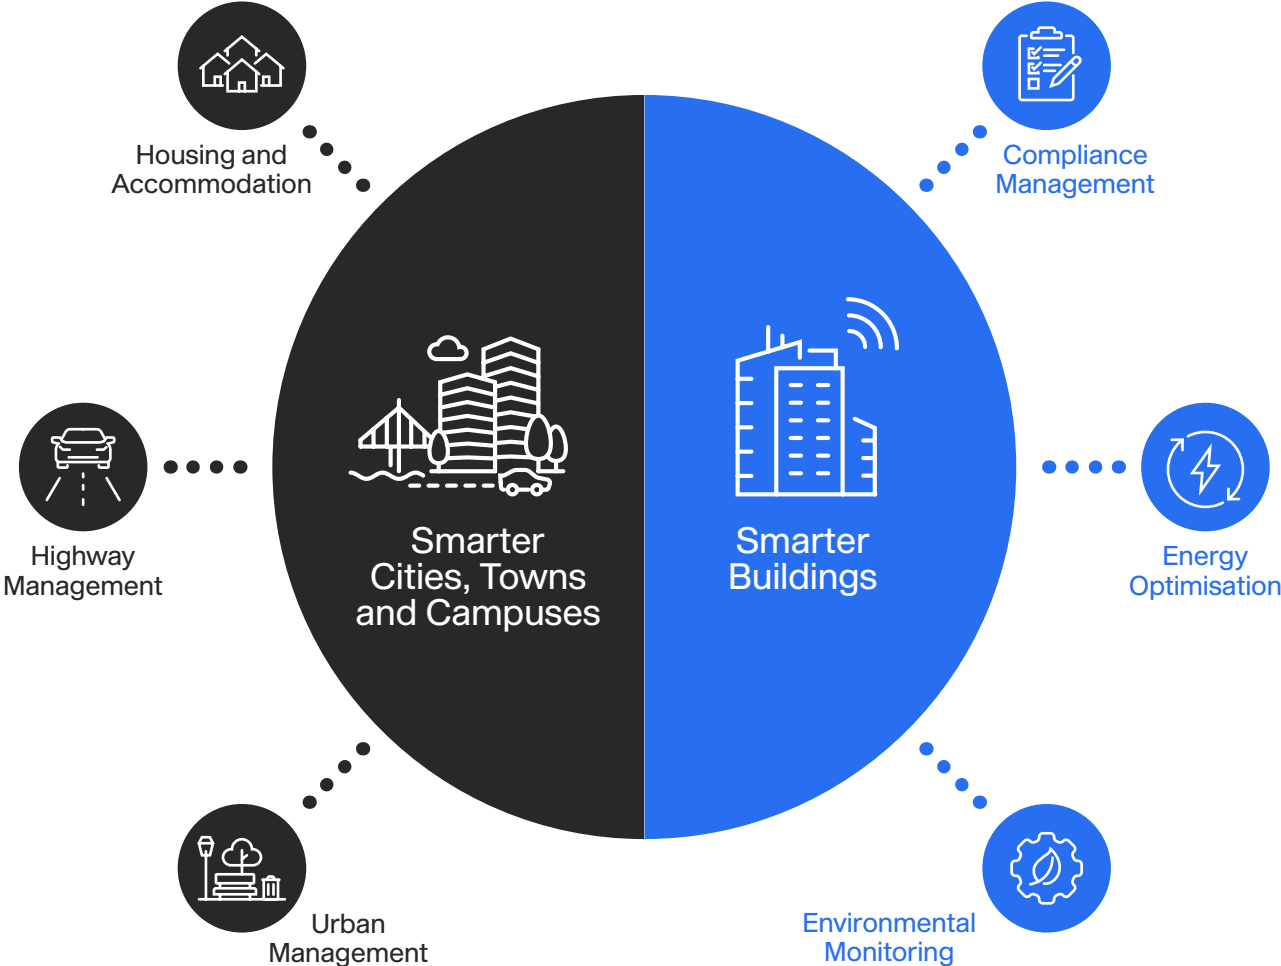 Housing and
Accommodation
Compliance
Management
Smarter
Cities, Towns
and Campuses
Smarter
Buildings
Highway
Management
Energy
Optimisation
Urban
Management
Environmental
Monitoring